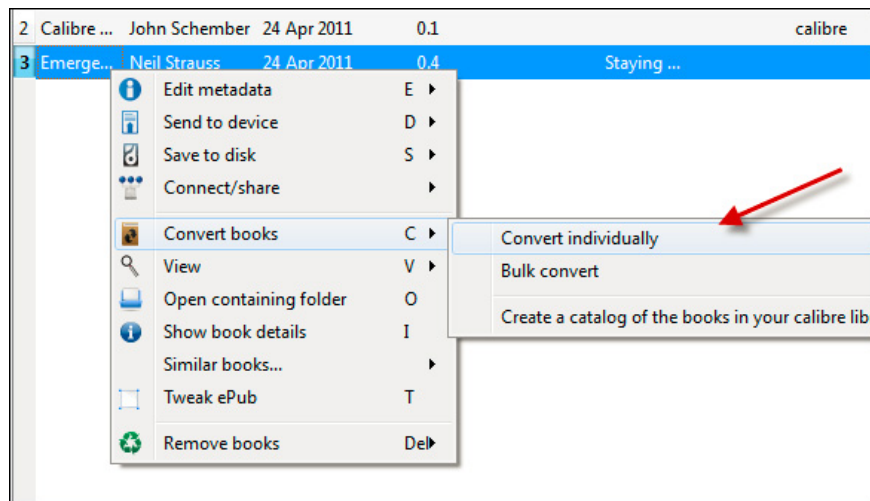 2 Calibre ... John Schember 24 Apr 2011 0.1 calibre
3 Emerge... Neil Strauss 24 Apr 2011 0.4 Staying ...
Edit metadata E
Send to device D
Save to disk S
Connect/share
Convert books C
Convert individually
View V
Bulk convert
Open containing folder O
Create a catalog of the books in your calibre lib
Show book details I
Similar books...
Tweak ePub T
Remove books Del